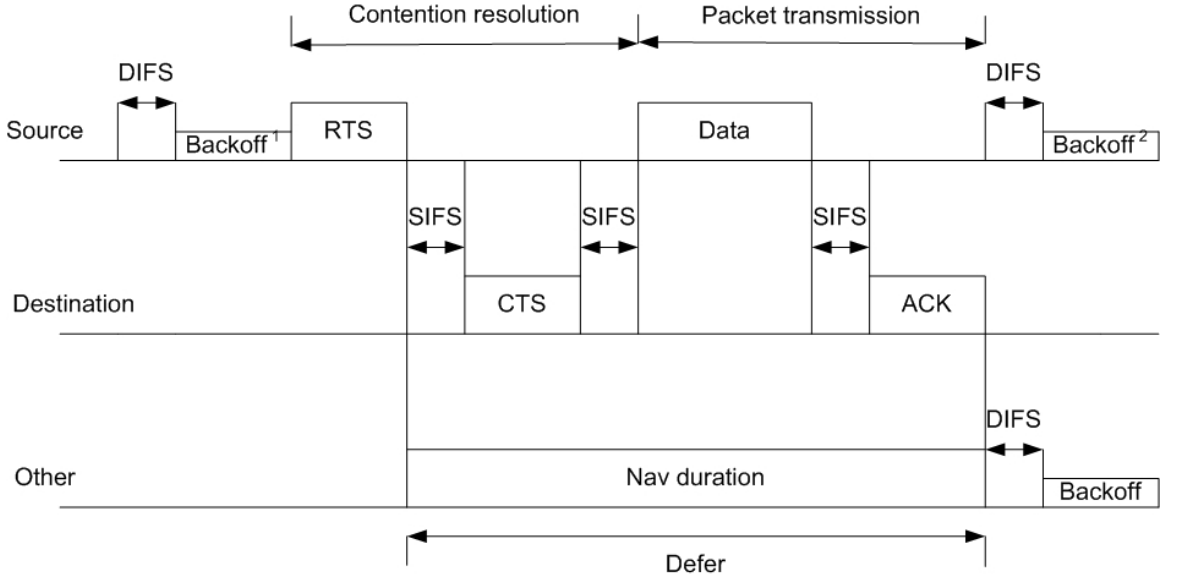 Contention resolution Packet transmission
DIFS DIFS
Source Backoff 1 RTS Data Backoff 2
SIFS SIFS SIFS
Destination CTS ACK
DIFS
Other Nav duration Backoff
Defer